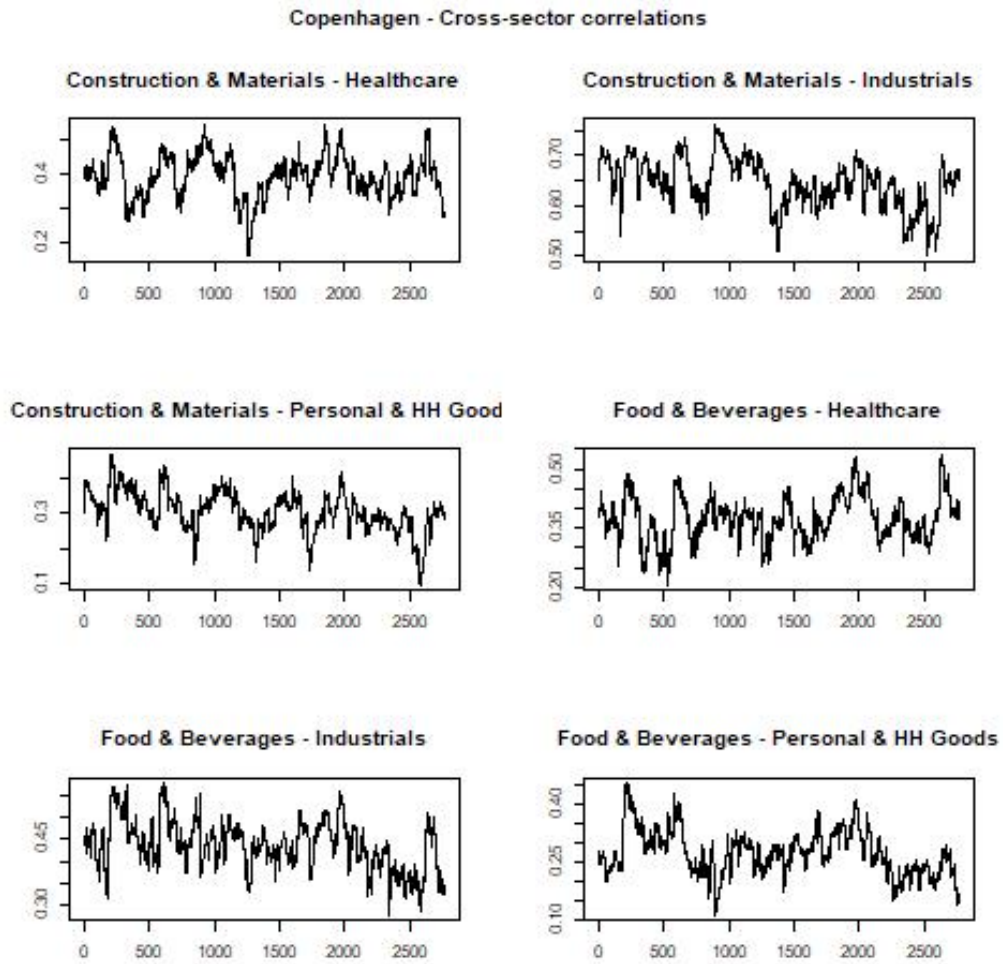 Copenhagen - Cross-sector correlations
Construction & Materials - Healthcare
0.4
0.2
0 500 1000 1500 2000 2500
Construction & Materials - Industrials
0.70
0.60
0.50
0 500 1000 1500 2000 2500
Construction & Materials - Personal & HH Good
0.3
0.1
0 500 1000 1500 2000 2500
Food & Beverages - Healthcare
0.50
0.35
0.20
0 500 1000 1500 2000 2500
Food & Beverages - Industrials
0.45
0.30
0 500 1000 1500 2000 2500
Food & Beverages - Personal & HH Goods
0.40
0.25
0.10
0 500 1000 1500 2000 2500